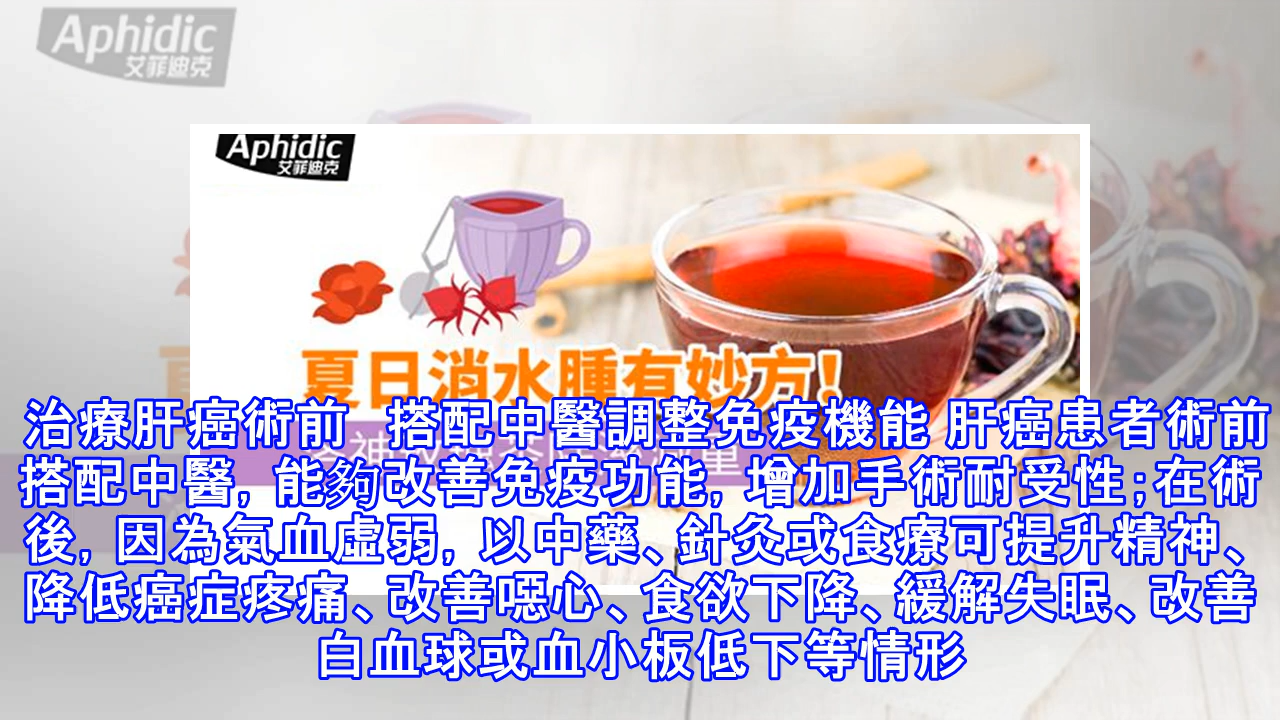 Aphidic
艾菲迪克
Aphidic
艾菲迪克
夏日消水腫有妙方!
治療肝癌術前 搭配中醫調整免疫機能 肝癌患者術前
搭配中醫, 能夠改善免疫功能, 增加手術耐受性;在術
後, 因為氣血虛弱, 以中藥、針灸或食療可提升精神、
降低癌症疼痛、改善噁心、食欲下降、緩解失眠、改善
白血球或血小板低下等情形